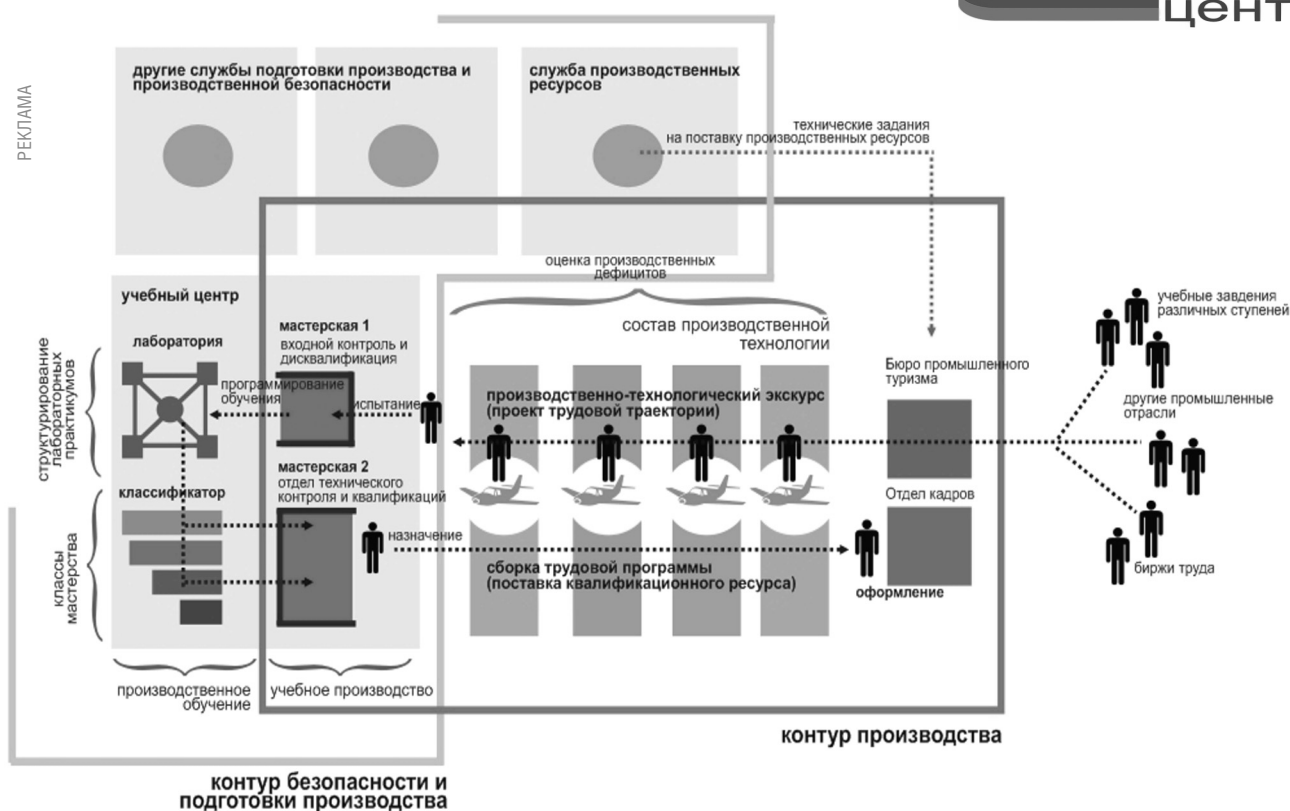 цент
РЕКЛАМА
другие службы подготовки производства и
производственной безопасности
служба производственных
ресурсов
технические задания
на поставку производственных ресурсов
оценка производственных
дефицитов
учебный центр
состав производственной
технологии
учебные завдения
различных ступеней
мастерская 1
входной контроль и
дисквалификация
лаборатория
структурирование
лабораторных
практикумов
программирование
обучения
испытание
производственно-технологический экскурс
(проект трудовой траектории)
Бюро промышленного
туризма
другие промышленные
отрасли
мастерская 2
отдел технического
контроля и квалификаций
классификатор
Отдел кадров
классы
мастерства
назначение
сборка трудовой программы
(поставка квалификационного ресурса)
оформление
биржи труда
производственное
обучение
учебное производство
контур производства
контур безопасности и
подготовки производства